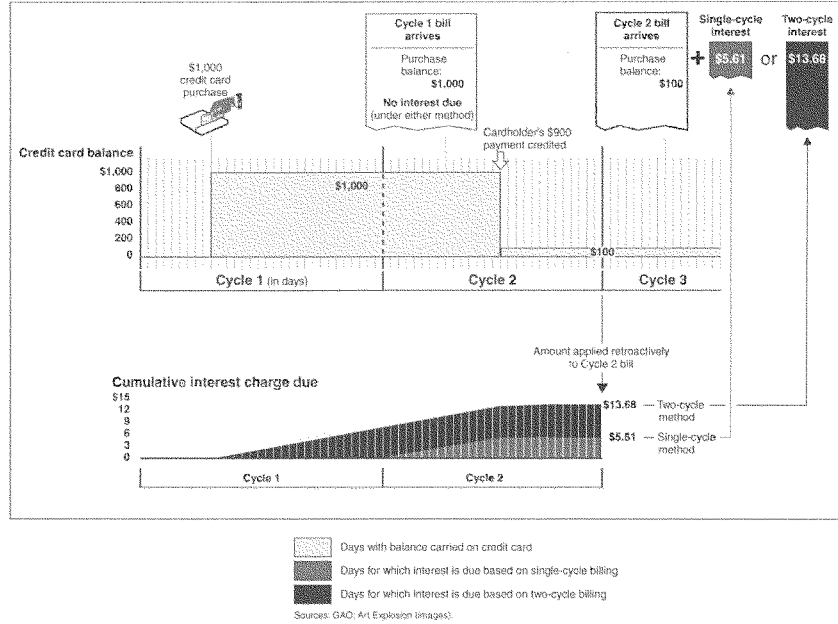 Cycle 1 bill
arrives
Purchase
balance:
$1,000
No interest due
(under either method)
Cycle 2 bill
arrives
Purchase
balance:
$100
+
Single-cycle
interest
$5.61
or
Two-cycle
interest
$13.68
$1,000
credit card
purchase
Cardholder's $900
payment credited
Credit card balance
$1,000
800
600
400
200
0
$1,000
$100
Cycle 1 (in days)
Cycle 2
Cycle 3
Amount applied retroactively
to Cycle 2 bill
Cumulative interest charge due
$15
12
9
6
3
0
$13.68
Two-cycle
method
$5.51
Single-cycle
method
Cycle 1
Cycle 2
Days with balance carried on credit card
Days for which interest is due based on single-cycle billing
Days for which interest is due based on two-cycle billing
Sources: GAO; Art Explosion (images).